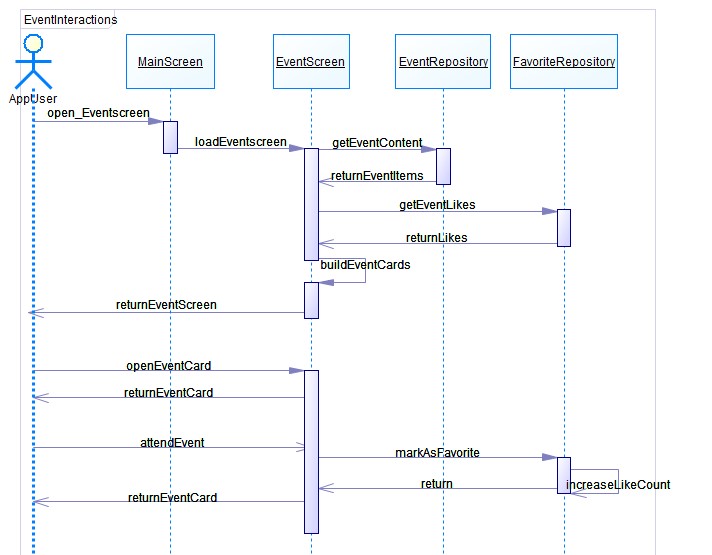 EventInteractions
MainScreen
EventScreen
EventRepository
FavoriteRepository
AppUser
open_Eventscreen
loadEventscreen
getEventContent
returnEventItems
getEventLikes
returnLikes
buildEventCards
returnEventScreen
openEventCard
returnEventCard
attendEvent
markAsFavorite
return
increaseLikeCount
returnEventCard